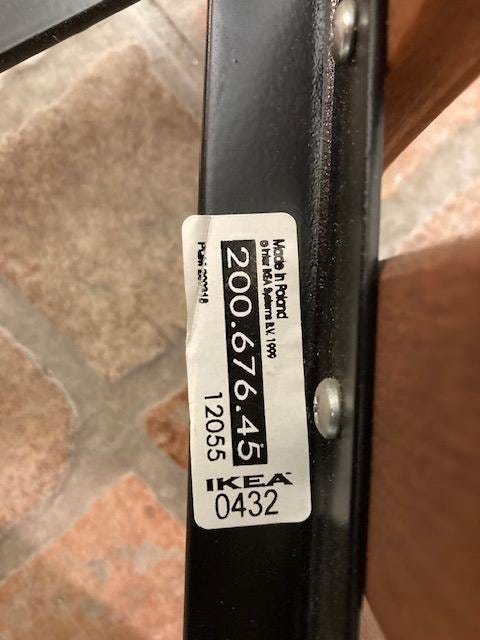 Made in Poland
© Inter IKEA Systems B.V. 1999
200.676.45
12055
IKEA
0432